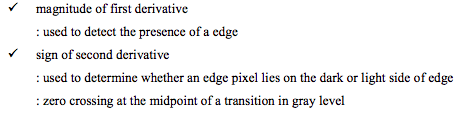 ✓ magnitude of first derivative
: used to detect the presence of a edge
✓ sign of second derivative
: used to determine whether an edge pixel lies on the dark or light side of edge
: zero crossing at the midpoint of a transition in gray level